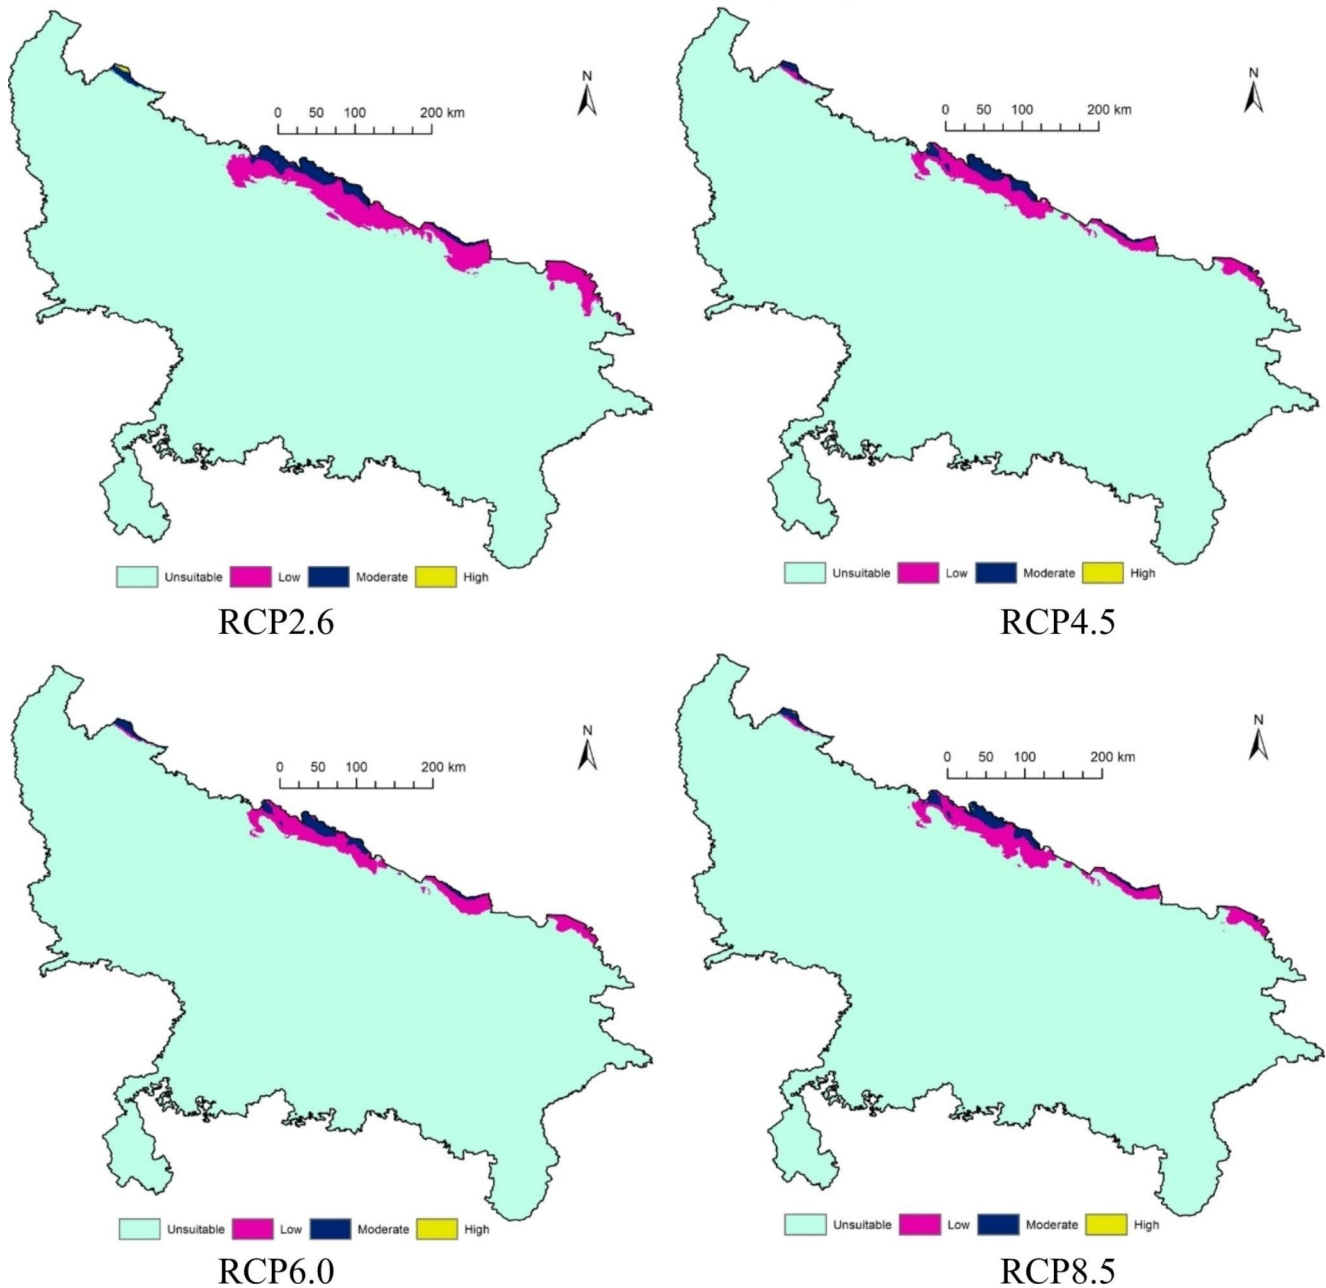 N
0 50 100 200 km
Unsuitable Low Moderate High
RCP2.6
N
0 50 100 200 km
Unsuitable Low Moderate High
RCP4.5
N
0 50 100 200 km
Unsuitable Low Moderate High
RCP6.0
N
0 50 100 200 km
Unsuitable Low Moderate High
RCP8.5